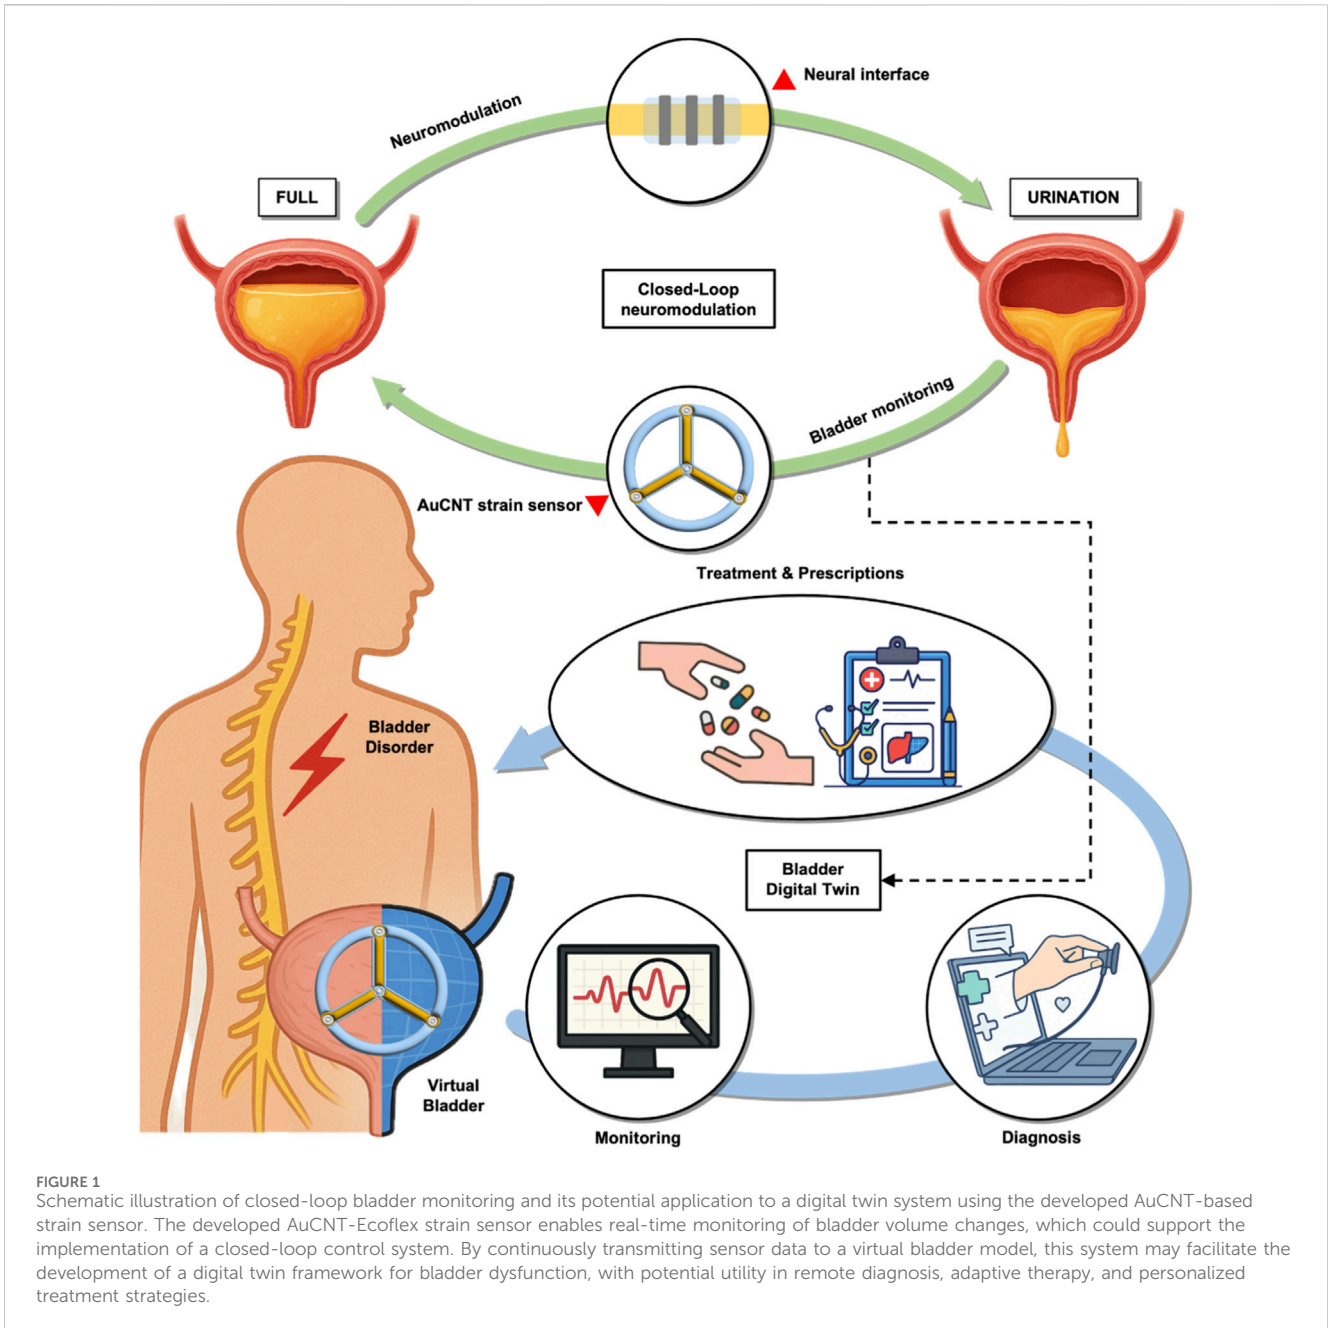 Neural interface
Neuromodulation
FULL
URINATION
Closed-Loop
neuromodulation
Bladder monitoring
AuCNT strain sensor
Treatment & Prescriptions
Bladder
Disorder
Bladder
Digital Twin
Virtual
Bladder
Monitoring
Diagnosis
FIGURE 1
Schematic illustration of closed-loop bladder monitoring and its potential application to a digital twin system using the developed AuCNT-based
strain sensor. The developed AuCNT-Ecoflex strain sensor enables real-time monitoring of bladder volume changes, which could support the
implementation of a closed-loop control system. By continuously transmitting sensor data to a virtual bladder model, this system may facilitate the
development of a digital twin framework for bladder dysfunction, with potential utility in remote diagnosis, adaptive therapy, and personalized
treatment strategies.